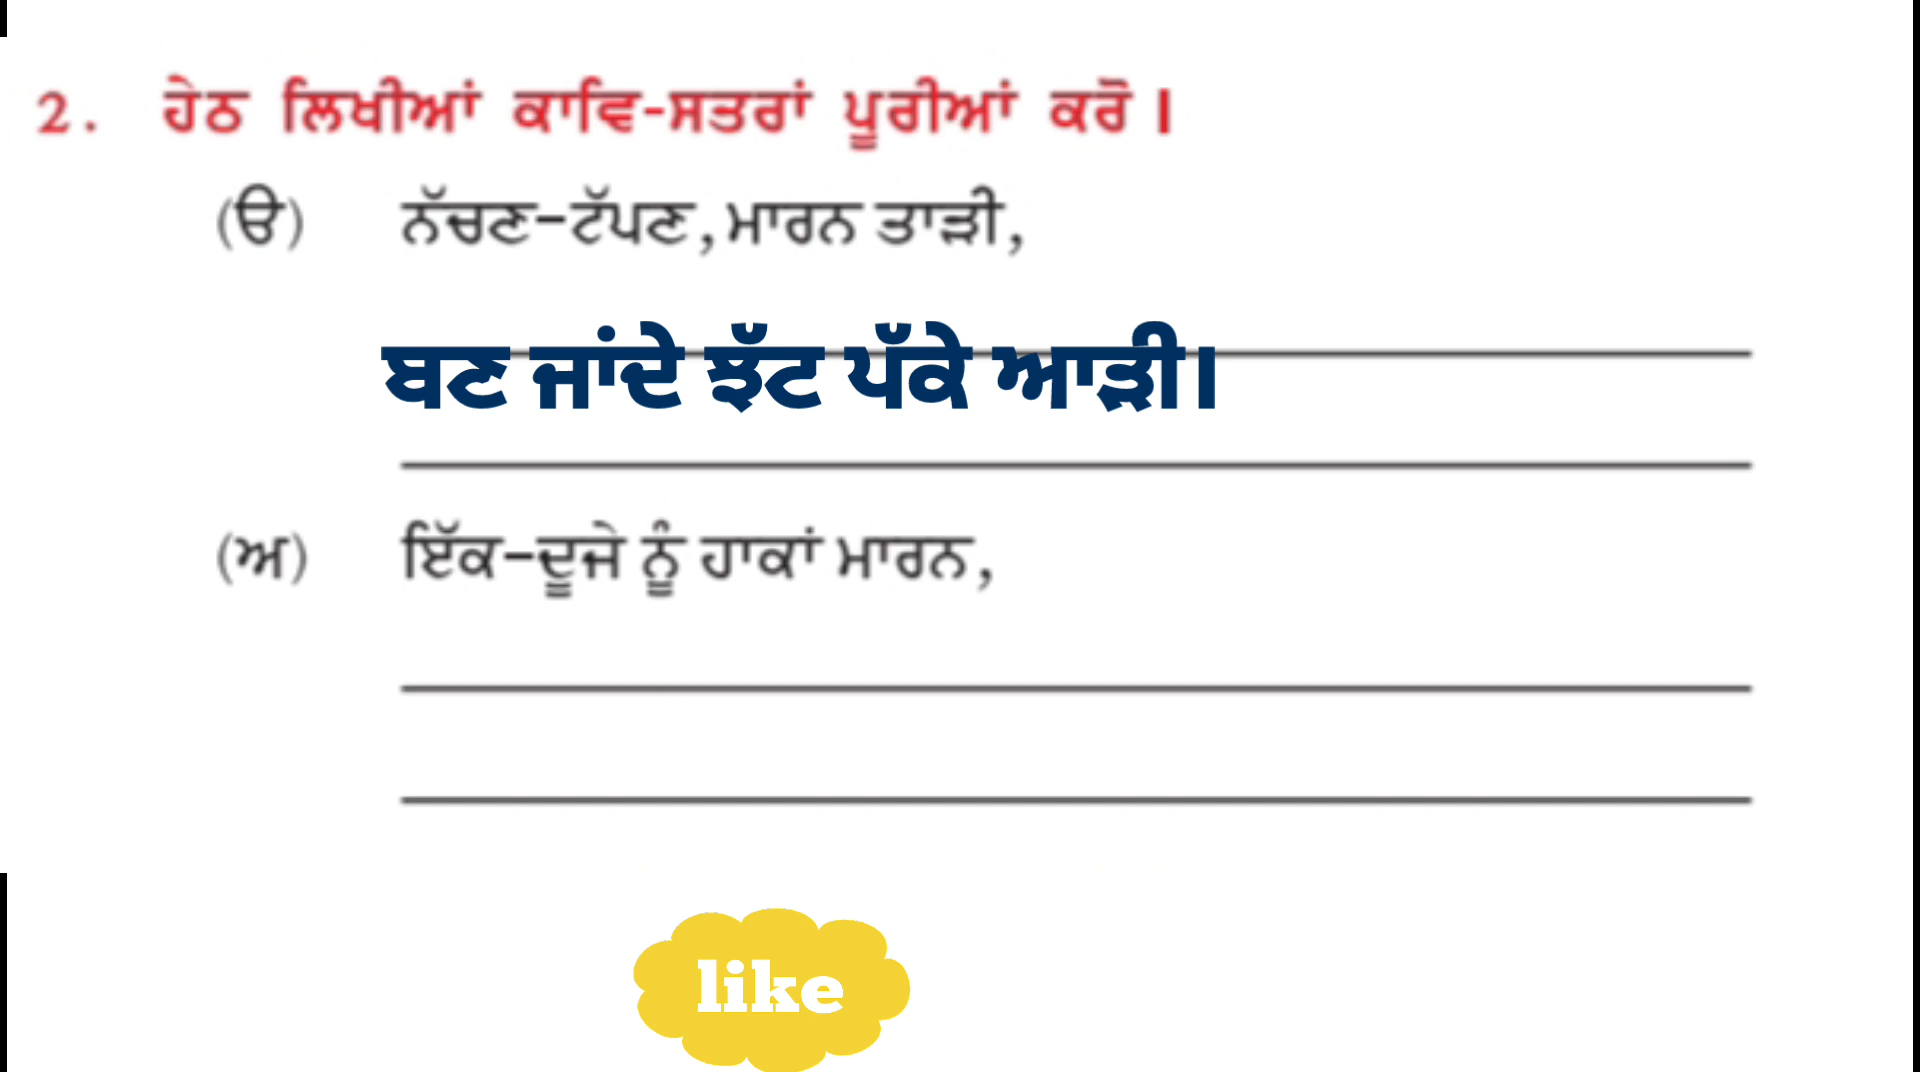 2. ਹੇਠ ਲਿਖੀਆਂ ਕਾਵਿ-ਸਤਰਾਂ ਪੂਰੀਆਂ ਕਰੋ।
(ੳ) ਨੱਚਣ-ਟੱਪਣ, ਮਾਰਨ ਤਾੜੀ,
ਬਣ ਜਾਂਦੇ ਝੱਟ ਪੱਕੇ ਆੜੀ।
(ਅ) ਇੱਕ-ਦੂਜੇ ਨੂੰ ਹਾਕਾਂ ਮਾਰਨ,
like